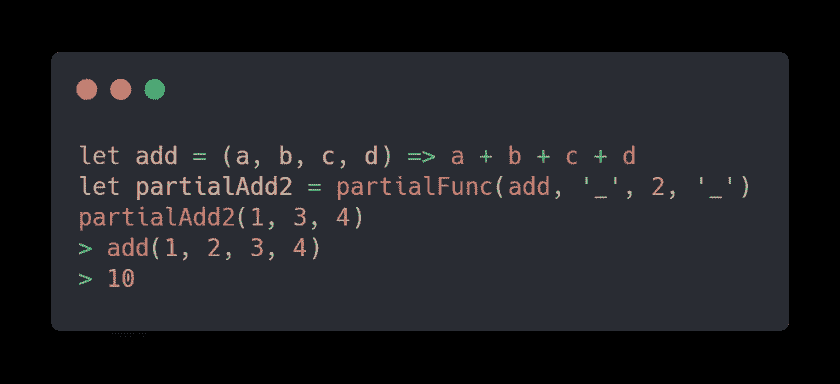 let add = (a, b, c, d) => a + b + c + d
let partialAdd2 = partialFunc(add, '_', 2, '_')
partialAdd2(1, 3, 4)
> add(1, 2, 3, 4)
> 10